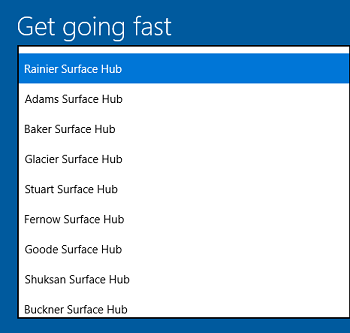 Get going fast
Rainier Surface Hub
Adams Surface Hub
Baker Surface Hub
Glacier Surface Hub
Stuart Surface Hub
Fernow Surface Hub
Goode Surface Hub
Shuksan Surface Hub
Buckner Surface Hub